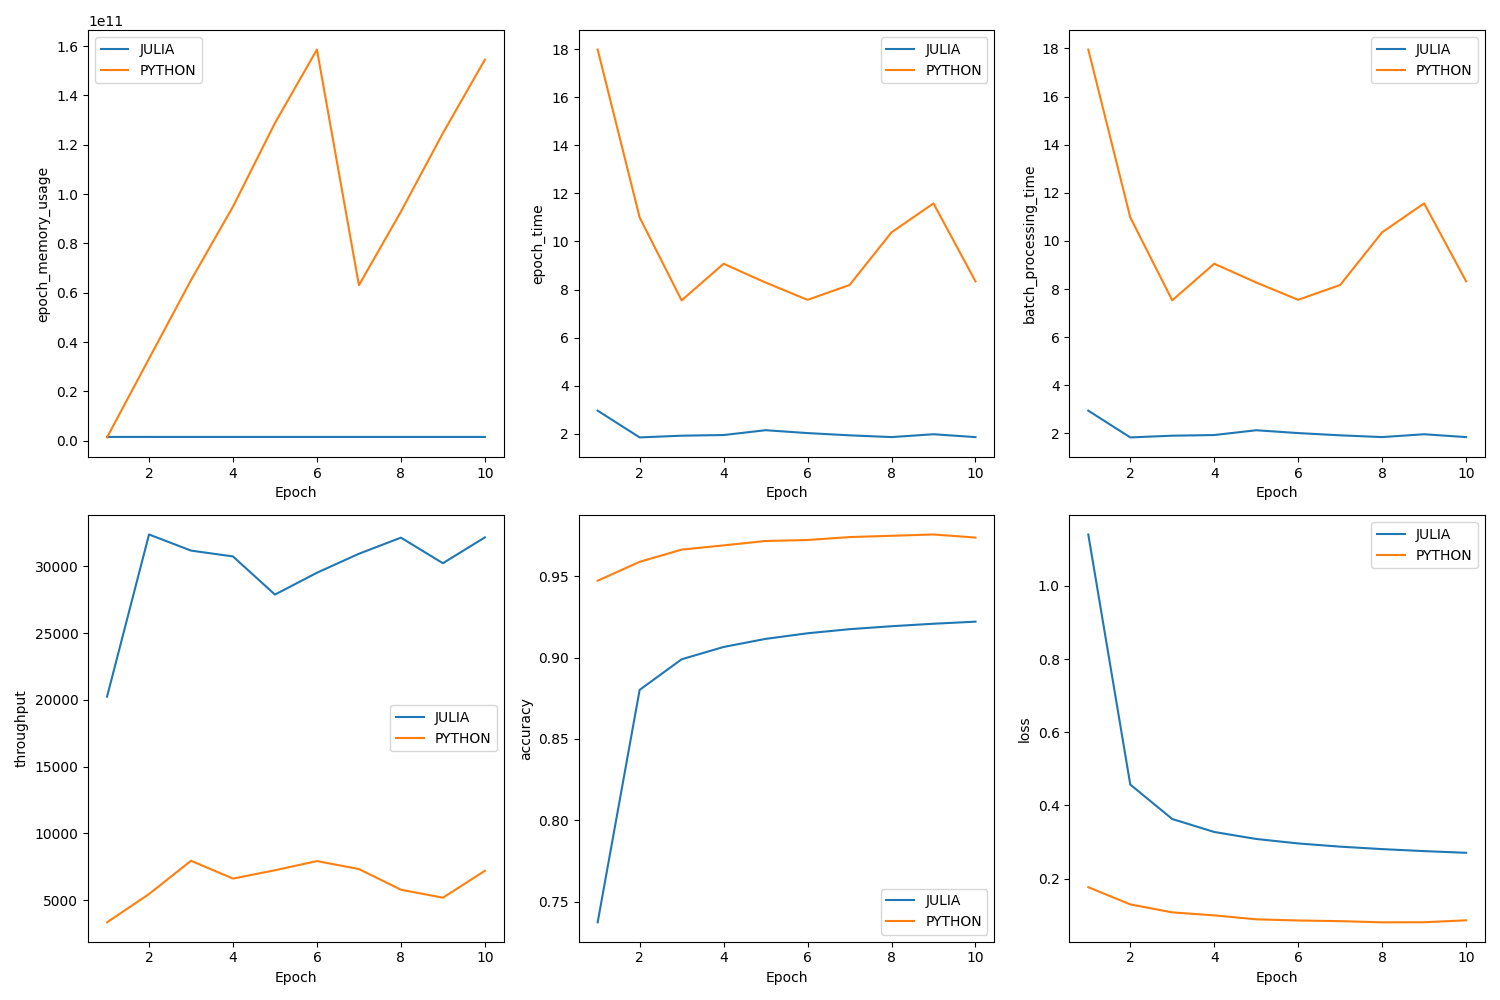 1e11
JULIA
PYTHON
1.6
1.4
1.2
1.0
0.8
0.6
0.4
0.2
0.0
epoch_memory_usage
2 4 6 8 10
Epoch
JULIA
PYTHON
18
16
14
12
10
8
6
4
2
epoch_time
2 4 6 8 10
Epoch
JULIA
PYTHON
18
16
14
12
10
8
6
4
2
batch_processing_time
2 4 6 8 10
Epoch
30000
25000
20000
15000
10000
5000
throughput
JULIA
PYTHON
2 4 6 8 10
Epoch
0.95
0.90
0.85
0.80
0.75
accuracy
JULIA
PYTHON
2 4 6 8 10
Epoch
JULIA
PYTHON
1.0
0.8
0.6
0.4
0.2
loss
2 4 6 8 10
Epoch